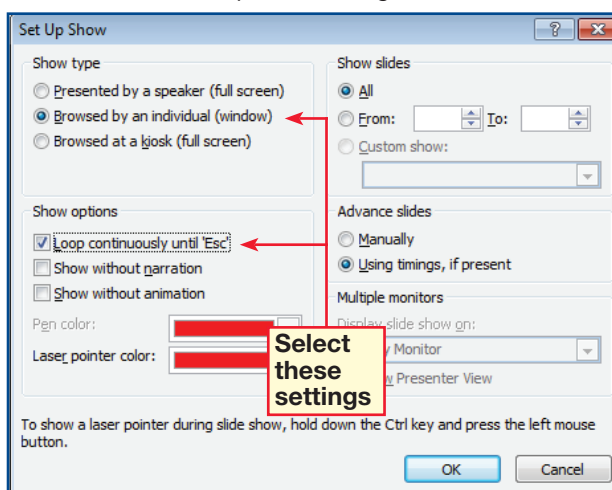 Set Up Show
Show type
Presented by a speaker (full screen)
Browsed by an individual (window)
Browsed at a kiosk (full screen)
Show slides
All
From: To:
Custom show:
Show options
Loop continuously until 'Esc'
Show without narration
Show without animation
Pen color:
Laser pointer color:
Advance slides
Manually
Using timings, if present
Multiple monitors
Display slide show on:
Monitor
Presenter View
Select
these
settings
To show a laser pointer during slide show, hold down the Ctrl key and press the left mouse
button.
OK Cancel